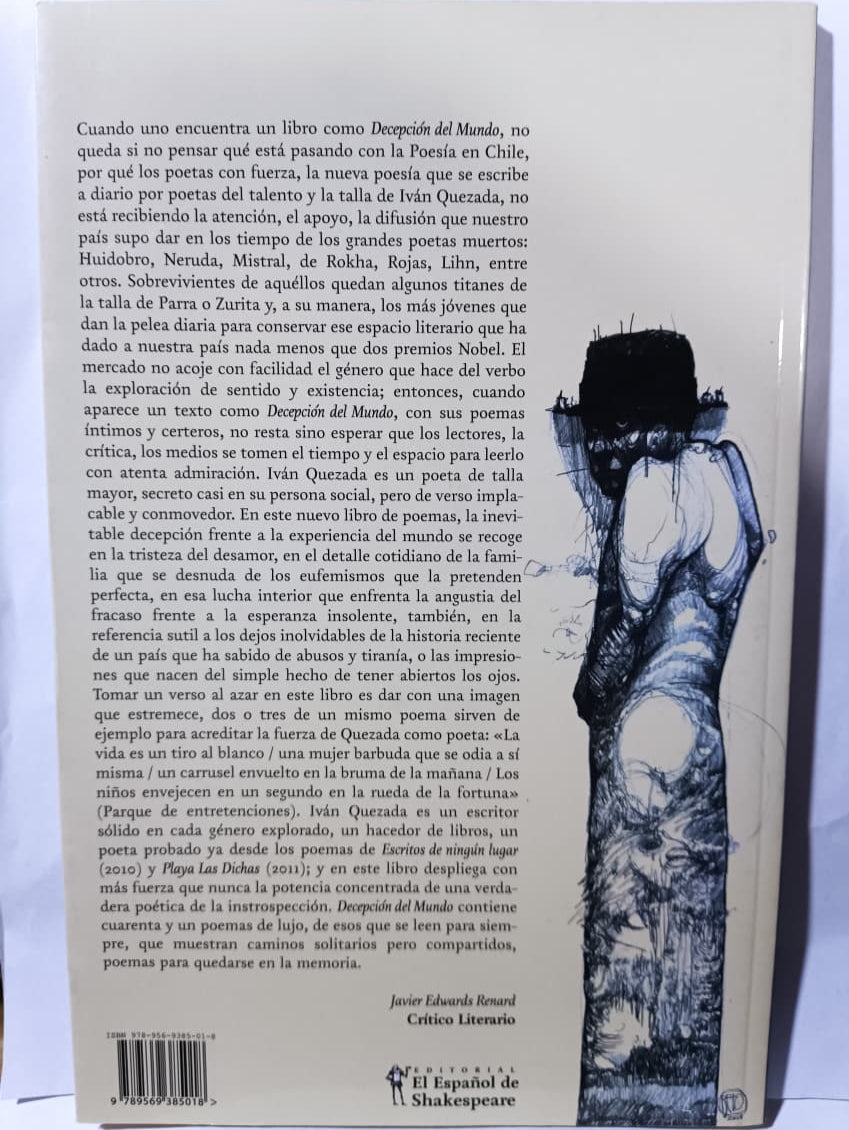 Cuando uno encuentra un libro como Decepción del Mundo, no
queda si no pensar qué está pasando con la Poesía en Chile,
por qué los poetas con fuerza, la nueva poesía que se escribe
a diario por poetas del talento y la talla de Iván Quezada, no
está recibiendo la atención, el apoyo, la difusión que nuestro
país supo dar en los tiempo de los grandes poetas muertos:
Huidobro, Neruda, Mistral, de Rokha, Rojas, Lihn, entre
otros. Sobrevivientes de aquéllos quedan algunos titanes de
la talla de Parra o Zurita y, a su manera, los más jóvenes que
dan la pelea diaria para conservar ese espacio literario que ha
dado a nuestra país nada menos que dos premios Nobel. El
mercado no acoje con facilidad el género que hace del verbo
la exploración de sentido y existencia; entonces, cuando
aparece un texto como Decepción del Mundo, con sus poemas
íntimos y certeros, no resta sino esperar que los lectores, la
crítica, los medios se tomen el tiempo y el espacio para leerlo
con atenta admiración. Iván Quezada es un poeta de talla
mayor, secreto casi en su persona social, pero de verso impla-
cable y conmovedor. En este nuevo libro de poemas, la inevi-
table decepción frente a la experiencia del mundo se recoge
en la tristeza del desamor, en el detalle cotidiano de la fami-
lia que se desnuda de los eufemismos que la pretenden
perfecta, en esa lucha interior que enfrenta la angustia del
fracaso frente a la esperanza insolente, también, en la
referencia sutil a los dejos inolvidables de la historia reciente
de un país que ha sabido de abusos y tiranía, o las impresio-
nes que nacen del simple hecho de tener abiertos los ojos.
Tomar un verso al azar en este libro es dar con una imagen
que estremece, dos o tres de un mismo poema sirven de
ejemplo para acreditar la fuerza de Quezada como poeta: «La
vida es un tiro al blanco / una mujer barbuda que se odia a sí
misma / un carrusel envuelto en la bruma de la mañana / Los
niños envejecen en un segundo en la rueda de la fortuna»
(Parque de entretenciones). Iván Quezada es un escritor
sólido en cada género explorado, un hacedor de libros, un
poeta probado ya desde los poemas de Escritos de ningún lugar
(2010) y Playa Las Dichas (2011); y en este libro despliega con
más fuerza que nunca la potencia concentrada de una verda-
dera poética de la instrospección. Decepción del Mundo contiene
cuarenta y un poemas de lujo, de esos que se leen para siem-
pre, que muestran caminos solitarios pero compartidos,
poemas para quedarse en la memoria.
Javier Edwards Renard
Crítico Literario
ISBN 978-956-9385-01-8
9 789569 385018 >
EDITORIAL
El Español de
Shakespeare